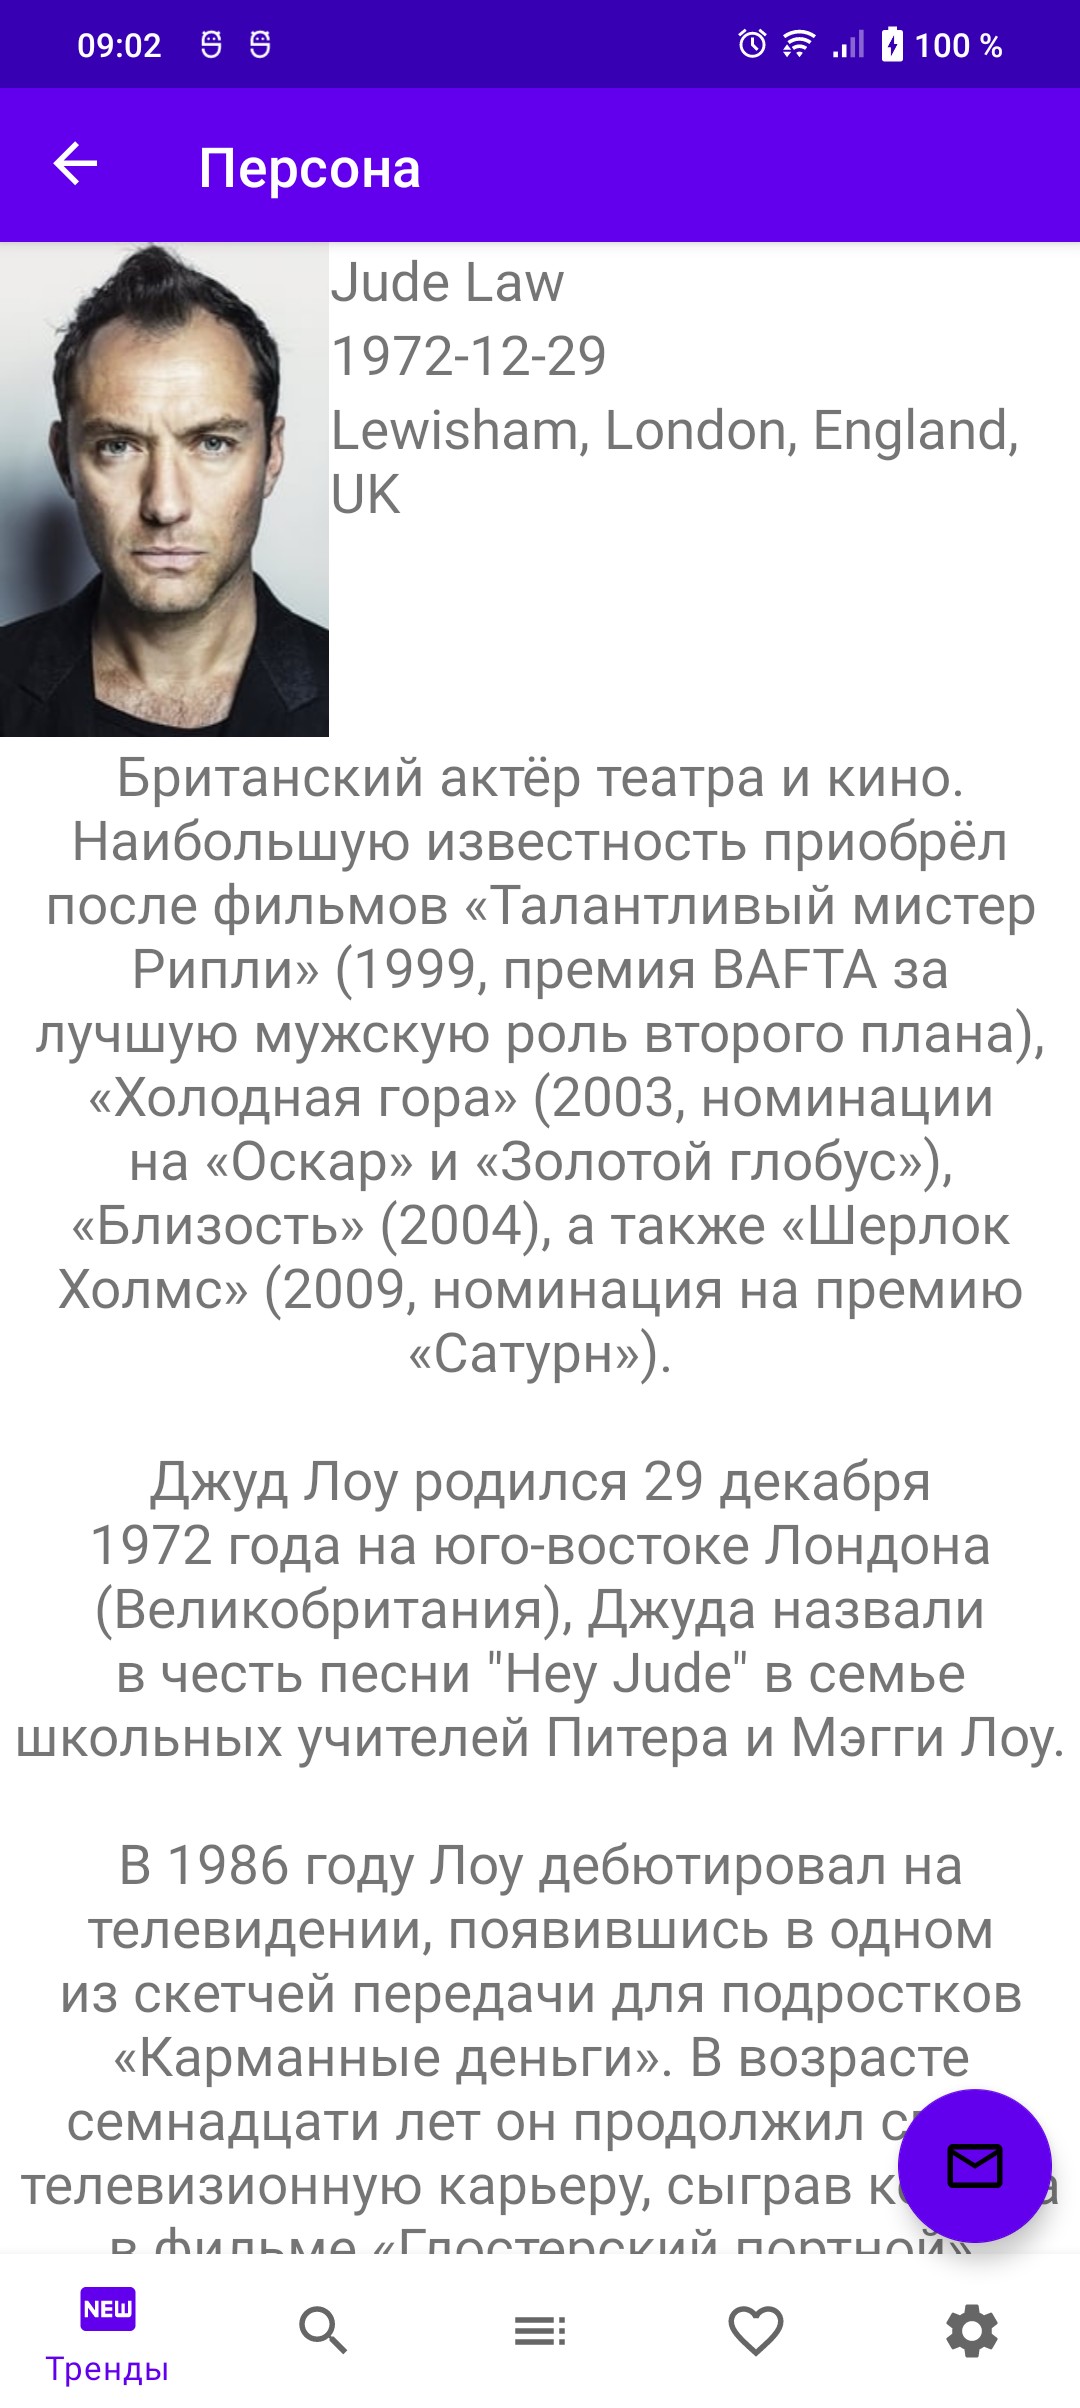 09:02
100 %
Персона
Jude Law
1972-12-29
Lewisham, London, England,
UK
Британский актёр театра и кино.
Наибольшую известность приобрёл
после фильмов «Талантливый мистер
Рипли» (1999, премия BAFTA за
лучшую мужскую роль второго плана),
«Холодная гора» (2003, номинации
на «Оскар» и «Золотой глобус»),
«Близость» (2004), а также «Шерлок
Холмс» (2009, номинация на премию
«Сатурн»).
Джуд Лоу родился 29 декабря
1972 года на юго-востоке Лондона
(Великобритания), Джуда назвали
в честь песни "Hey Jude" в семье
школьных учителей Питера и Мэгги Лоу.
В 1986 году Лоу дебютировал на
телевидении, появившись в одном
из скетчей передачи для подростков
«Карманные деньги». В возрасте
семнадцати лет он продолжил
телевизионную карьеру, сыграв
в фильме «Глостерский портной»
NEW
Тренды